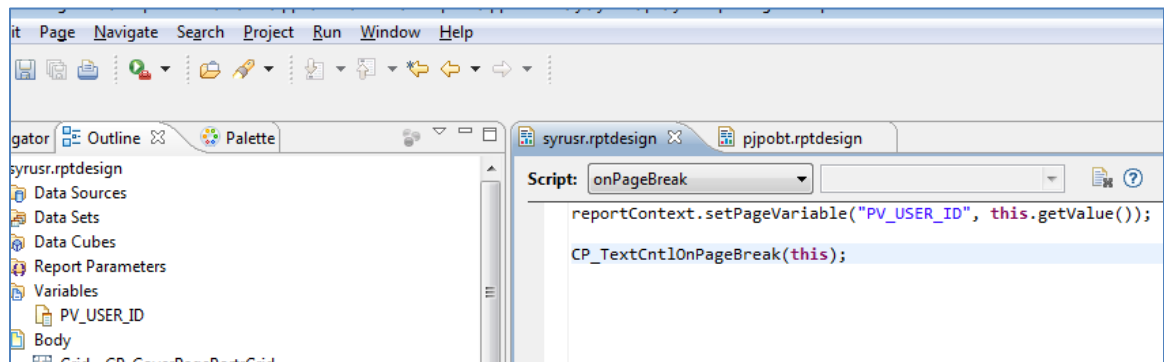 it Page Navigate Search Project Run Window Help
gator Outline Palette
syrusr.rptdesign pjpobt.rptdesign
syrusr.rptdesign
Data Sources
Data Sets
Data Cubes
Report Parameters
Variables
PV_USER_ID
Body
Script: onPageBreak
reportContext.setPageVariable("PV_USER_ID", this.getValue());
CP_TextCntlOnPageBreak(this);